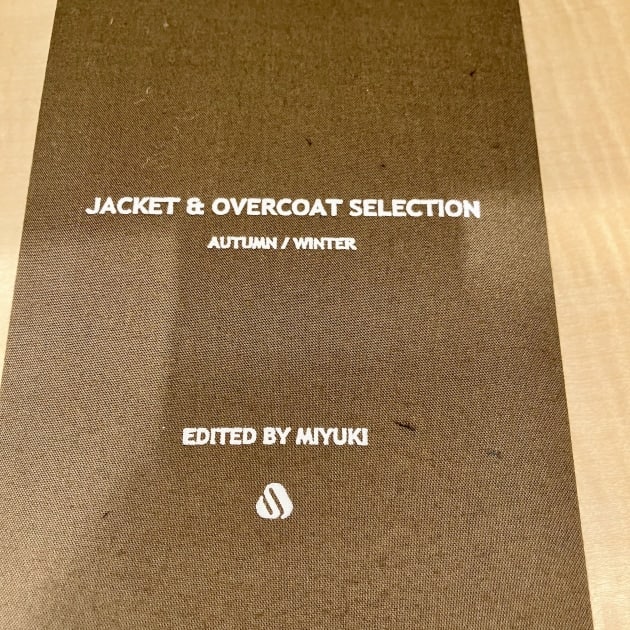 JACKET & OVERCOAT SELECTION
AUTUMN / WINTER
EDITED BY MIYUKI